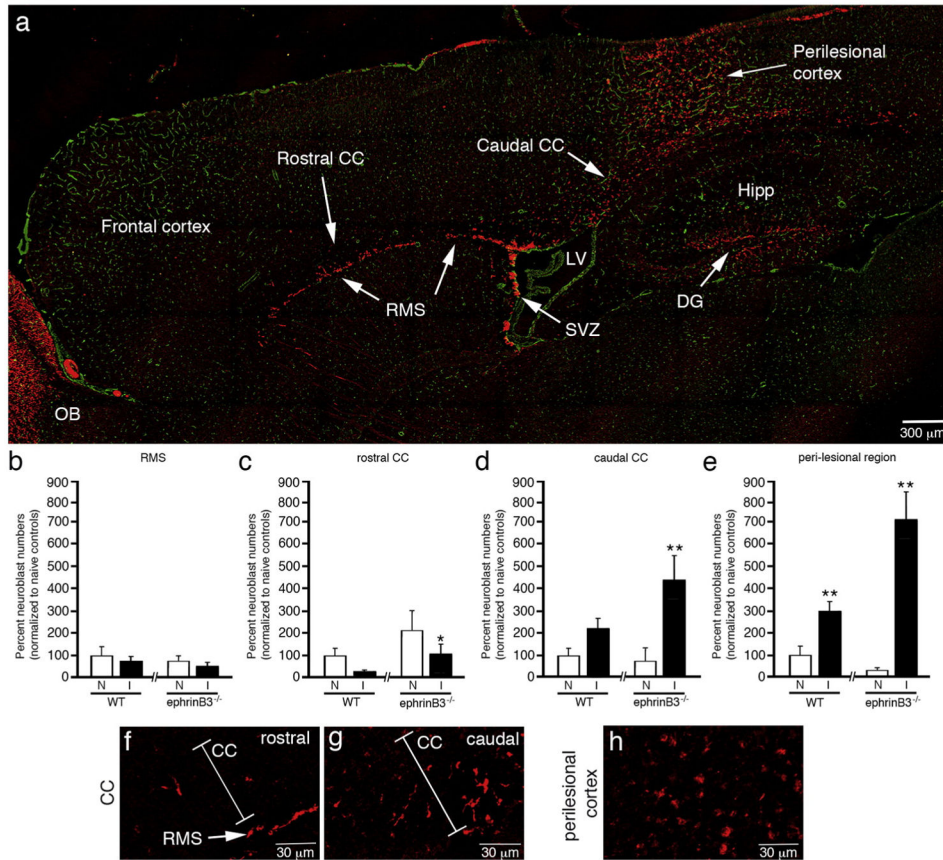 a
Perilesional
cortex
Caudal CC
Rostral CC
Hipp
Frontal cortex
LV
RMS
DG
SVZ
OB
300 µm
b
RMS
Percent neuroblast numbers
(normalized to naive controls)
900
800
700
600
500
400
300
200
100
0
N I N I
WT ephrinB3-/-
c
rostral CC
Percent neuroblast numbers
(normalized to naive controls)
900
800
700
600
500
400
300
200
100
0
*
N I N I
WT ephrinB3-/-
d
caudal CC
Percent neuroblast numbers
(normalized to naive controls)
900
800
700
600
500
400
300
200
100
0
**
N I N I
WT ephrinB3-/-
e
peri-lesional region
Percent neuroblast numbers
(normalized to naive controls)
900
800
700
600
500
400
300
200
100
0
** **
N I N I
WT ephrinB3-/-
CC
f
rostral
CC
RMS
30 µm
g
CC
caudal
30 µm
perilesional
cortex
h
30 µm